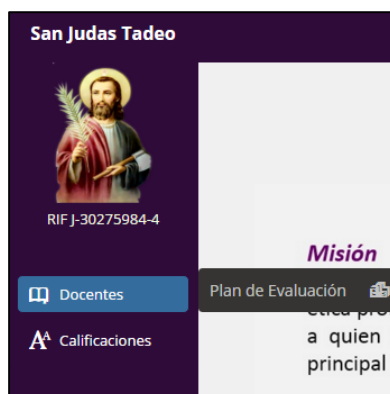 San Judas Tadeo
RIF J-30275984-4
Misión
Docentes
Plan de Evaluación
Calificaciones
a quien
principal